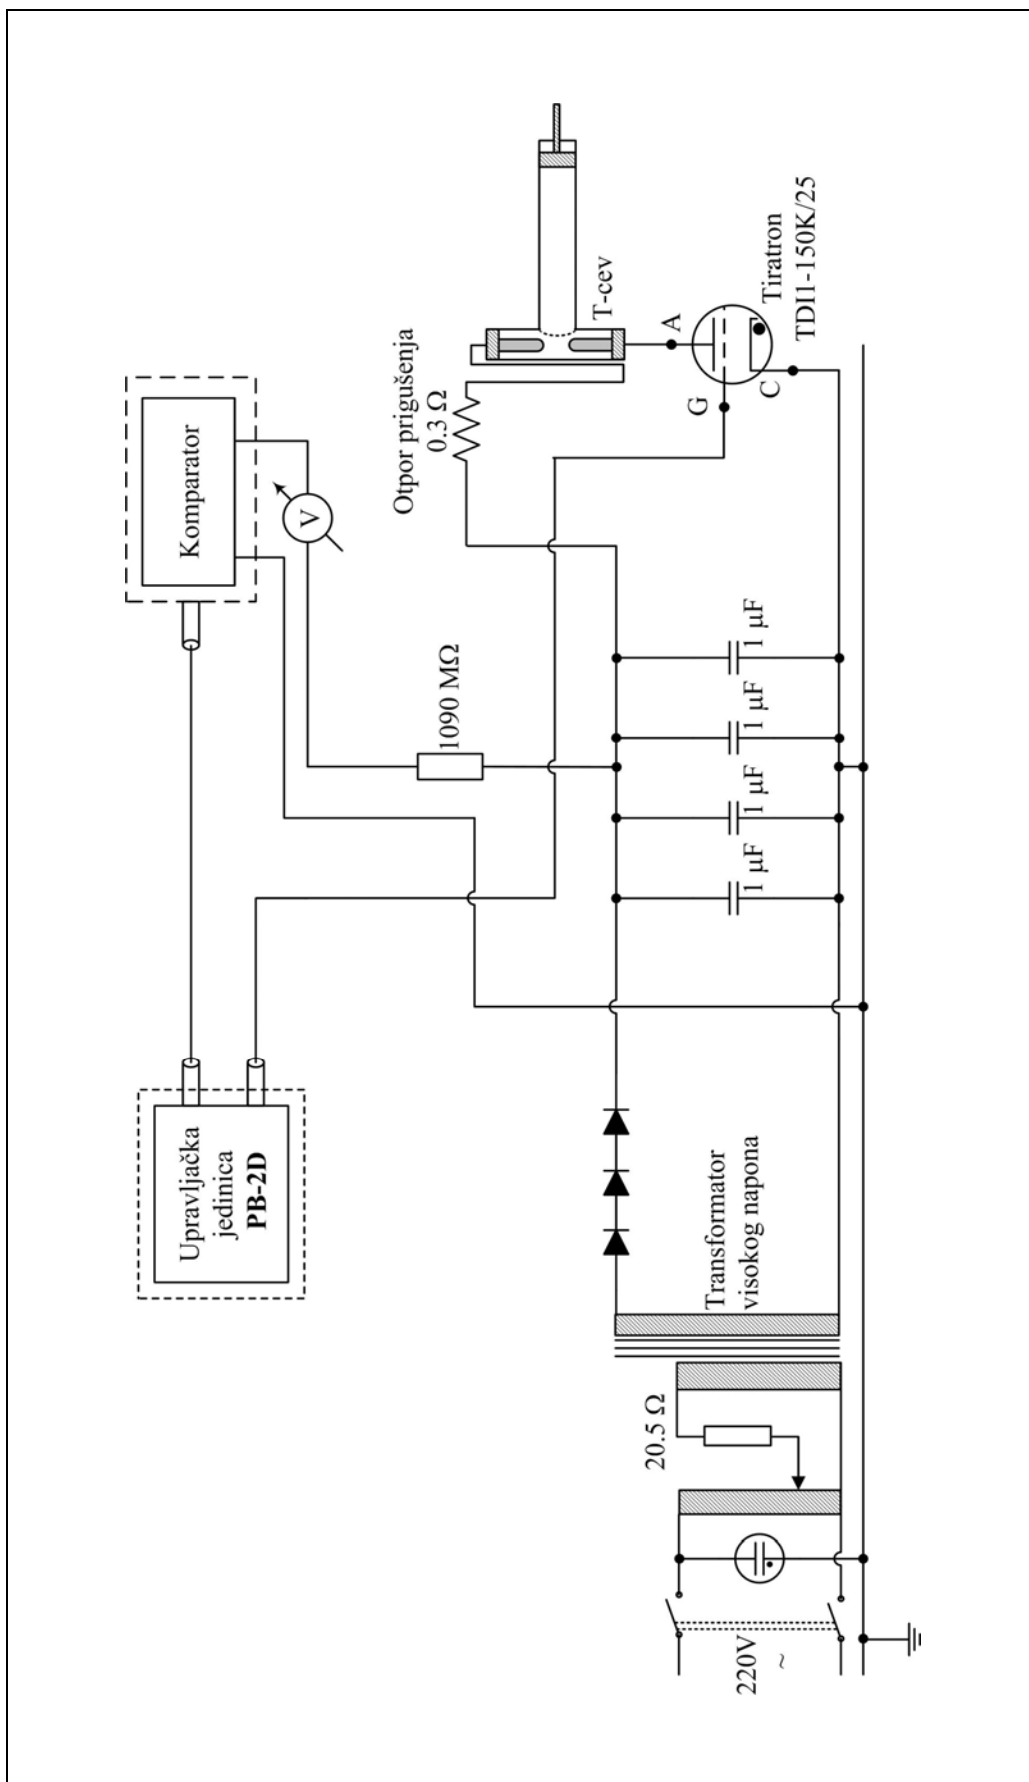 Upravljačka
jedinica
PB-2D
Komparator
V
1090 MΩ
Otpor prigušenja
0.3 Ω
T-cev
A
G
C
Tiratron
TDI1-150K/25
1 µF
1 µF
1 µF
1 µF
Transformator
visokog napona
20.5 Ω
220V
~